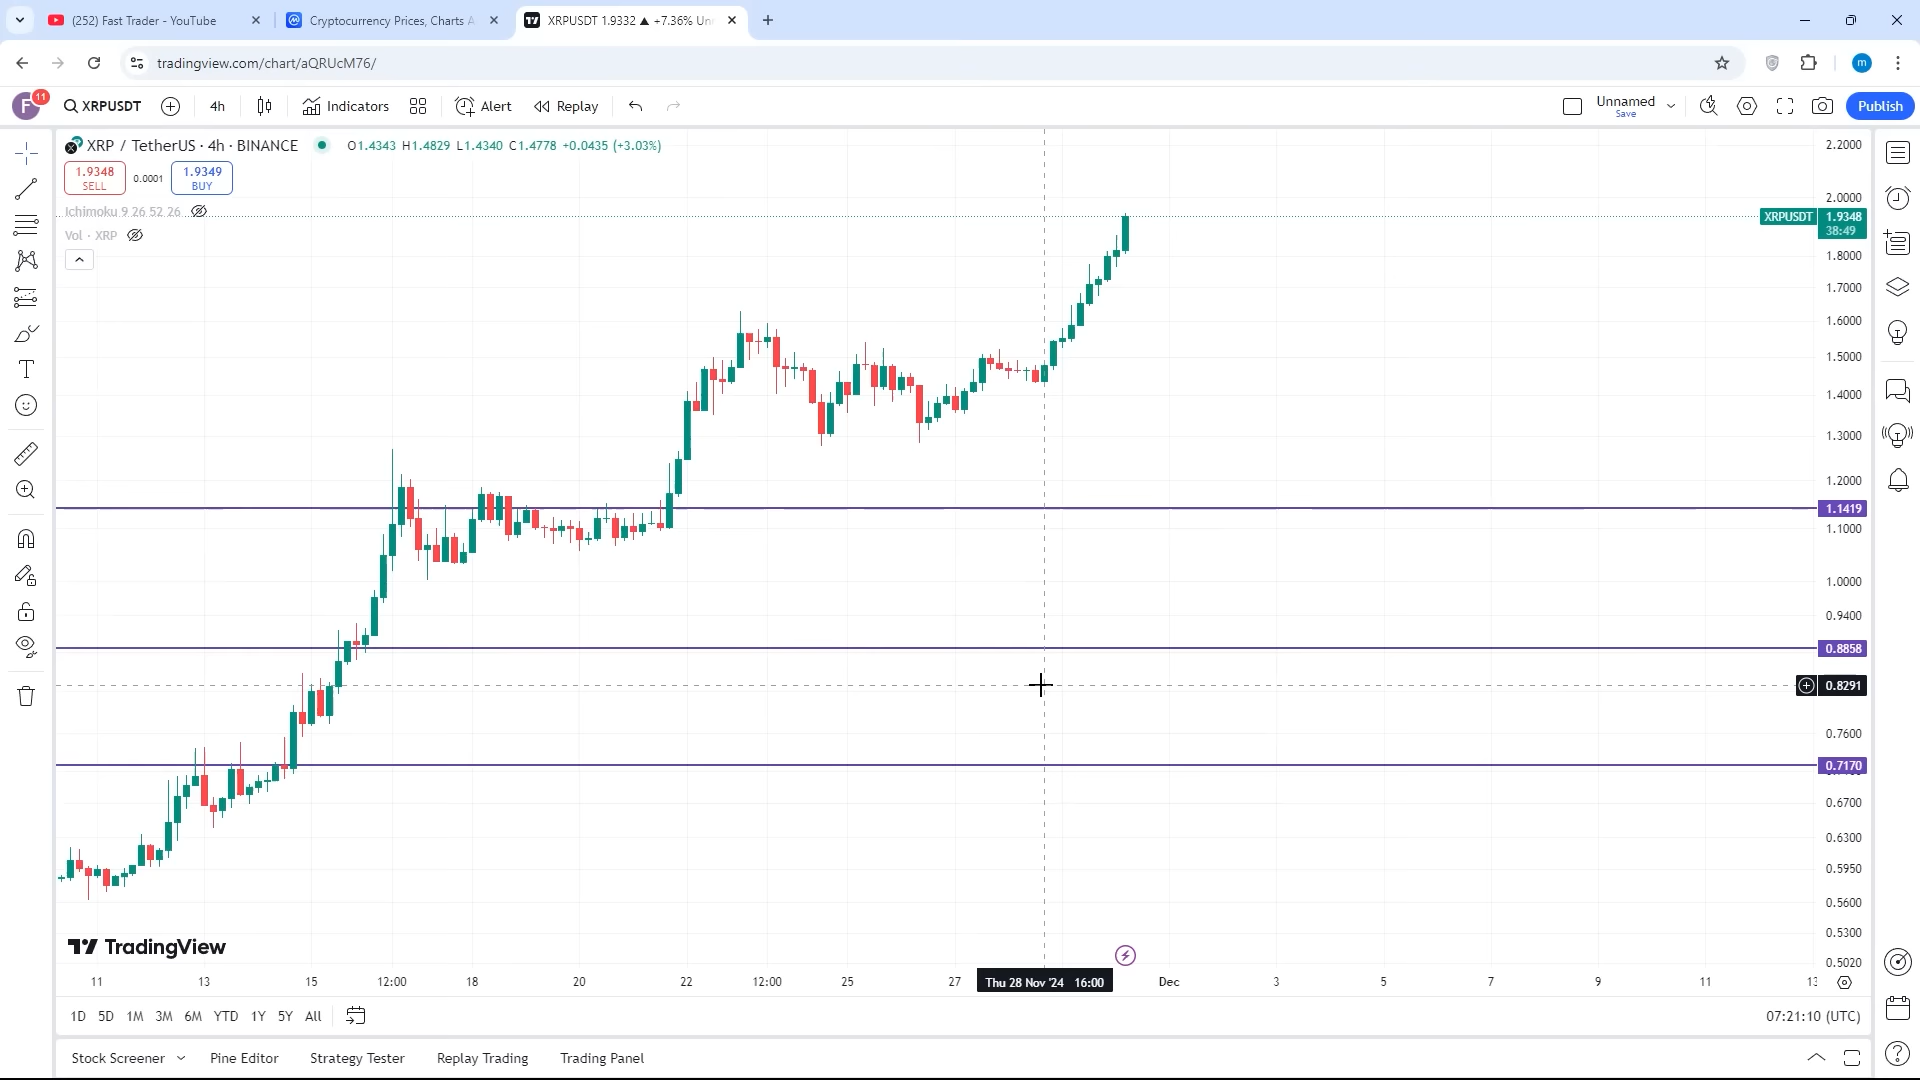 (252) Fast Trader - YouTube
Cryptocurrency Prices, Charts A
XRPUSDT 1.9332 ▲ +7.36% Un
tradingview.com/chart/aQRUcM76/
m
F 11
XRPUSDT
4h
Indicators
Alert
Replay
Unnamed
Save
Publish
XRP / TetherUS · 4h · BINANCE
O1.4343 H1.4829 L1.4340 C1.4778 +0.0435 (+3.03%)
1.9348
SELL
0.0001
1.9349
BUY
Ichimoku 9 26 52 26
Vol · XRP
2.2000
2.0000
XRPUSDT 1.9348
38:49
1.8000
1.7000
1.6000
1.5000
1.4000
1.3000
1.2000
1.1419
1.1000
1.0000
0.9400
0.8858
0.8291
0.7600
0.7170
0.6700
0.6300
0.5950
0.5600
0.5300
0.5020
TradingView
11 13 15 12:00 18 20 22 12:00 25 27 Thu 28 Nov '24 16:00 Dec 3 5 7 9 11 13
1D 5D 1M 3M 6M YTD 1Y 5Y All
07:21:10 (UTC)
Stock Screener Pine Editor Strategy Tester Replay Trading Trading Panel